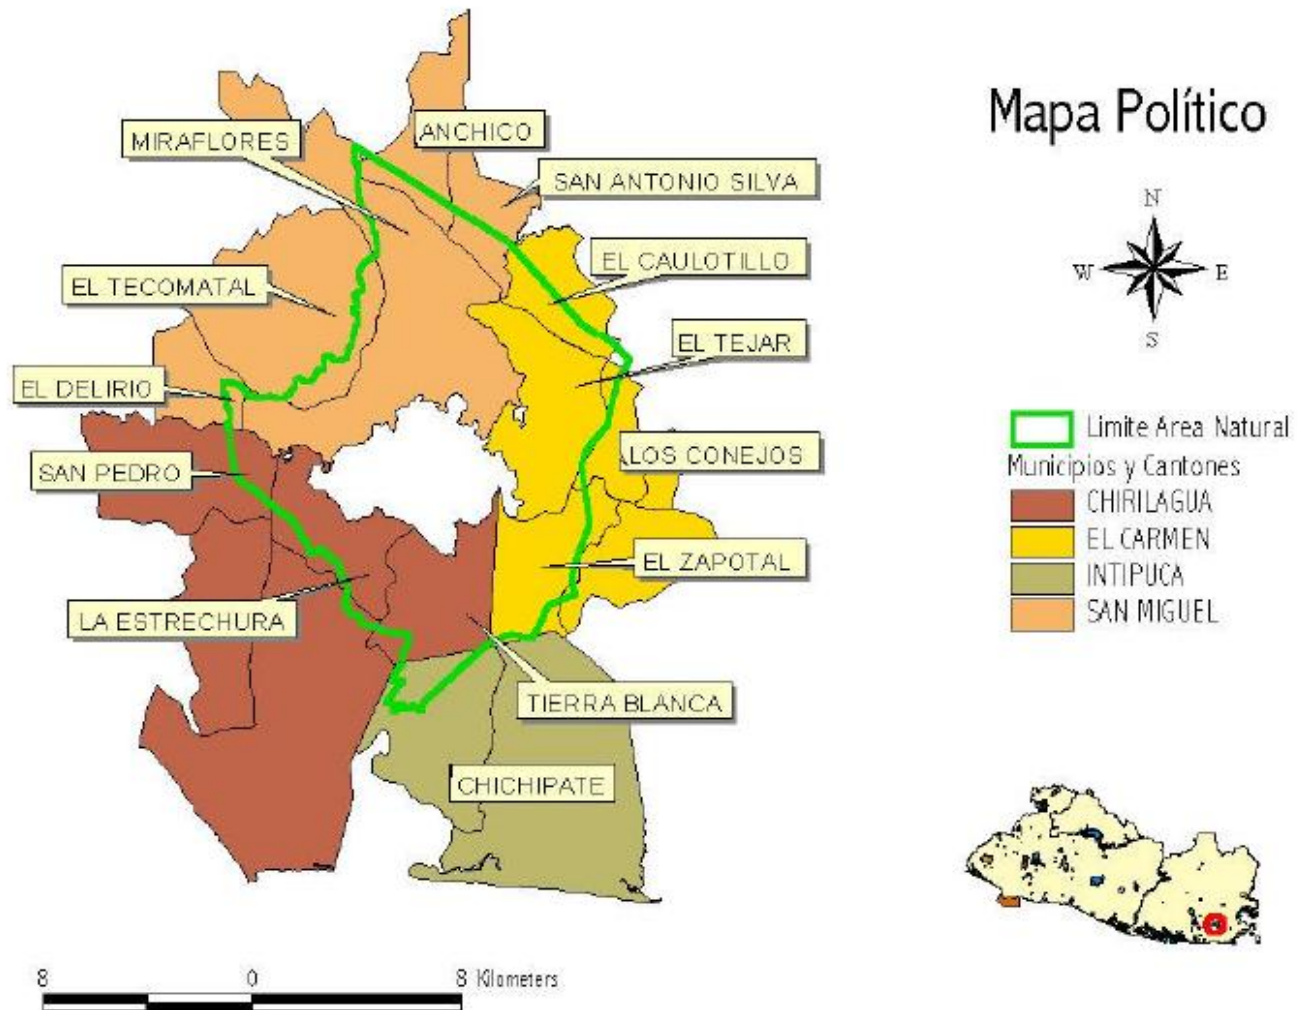 Mapa Político
N
W E
S
ANCHICO
MIRAFLORES
SAN ANTONIO SILVA
EL CAULOTILLO
EL TECOMATAL
EL TEJAR
EL DELIRIO
LOS CONEJOS
SAN PEDRO
EL ZAPOTAL
LA ESTRECHURA
TIERRA BLANCA
CHICHIPATE
Limite Area Natural
Municipios y Cantones
CHIRILAGUA
EL CARMEN
INTIPUCA
SAN MIGUEL
8 0 8 Kilometers